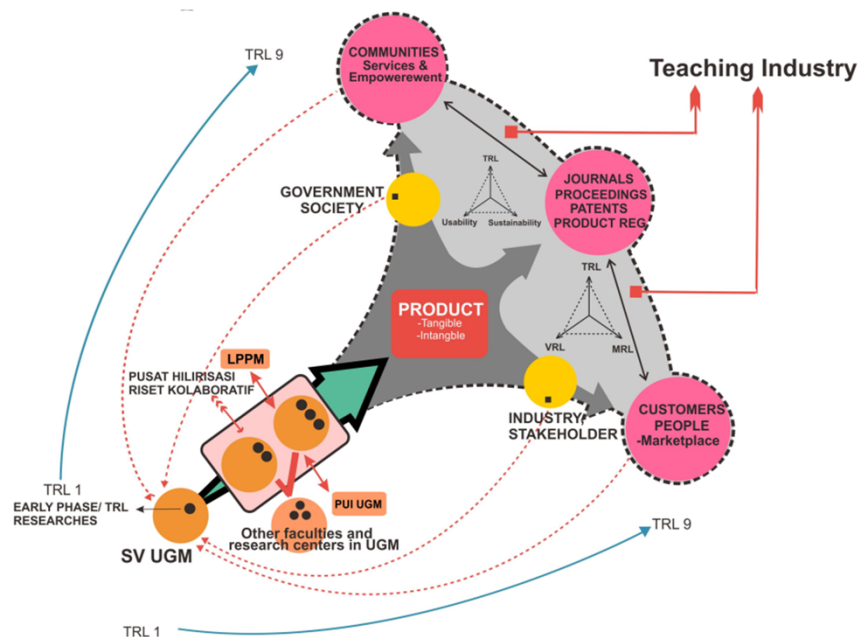 TRL 9
COMMUNITIES
Services &
Empowerewent
Teaching Industry
GOVERNMENT
SOCIETY
TRL
Usability
Sustainability
JOURNALS
PROCEEDINGS
PATENTS
PRODUCT REG
TRL
VRL
MRL
PRODUCT
-Tangible
-Intangble
LPPM
PUSAT HILIRISASI
RISET KOLABORATIF
INDUSTRY,
STAKEHOLDER
CUSTOMERS
PEOPLE
-Marketplace
TRL 1
EARLY PHASE/ TRL
RESEARCHES
PUI UGM
Other faculties and
research centers in UGM
SV UGM
TRL 9
TRL 1